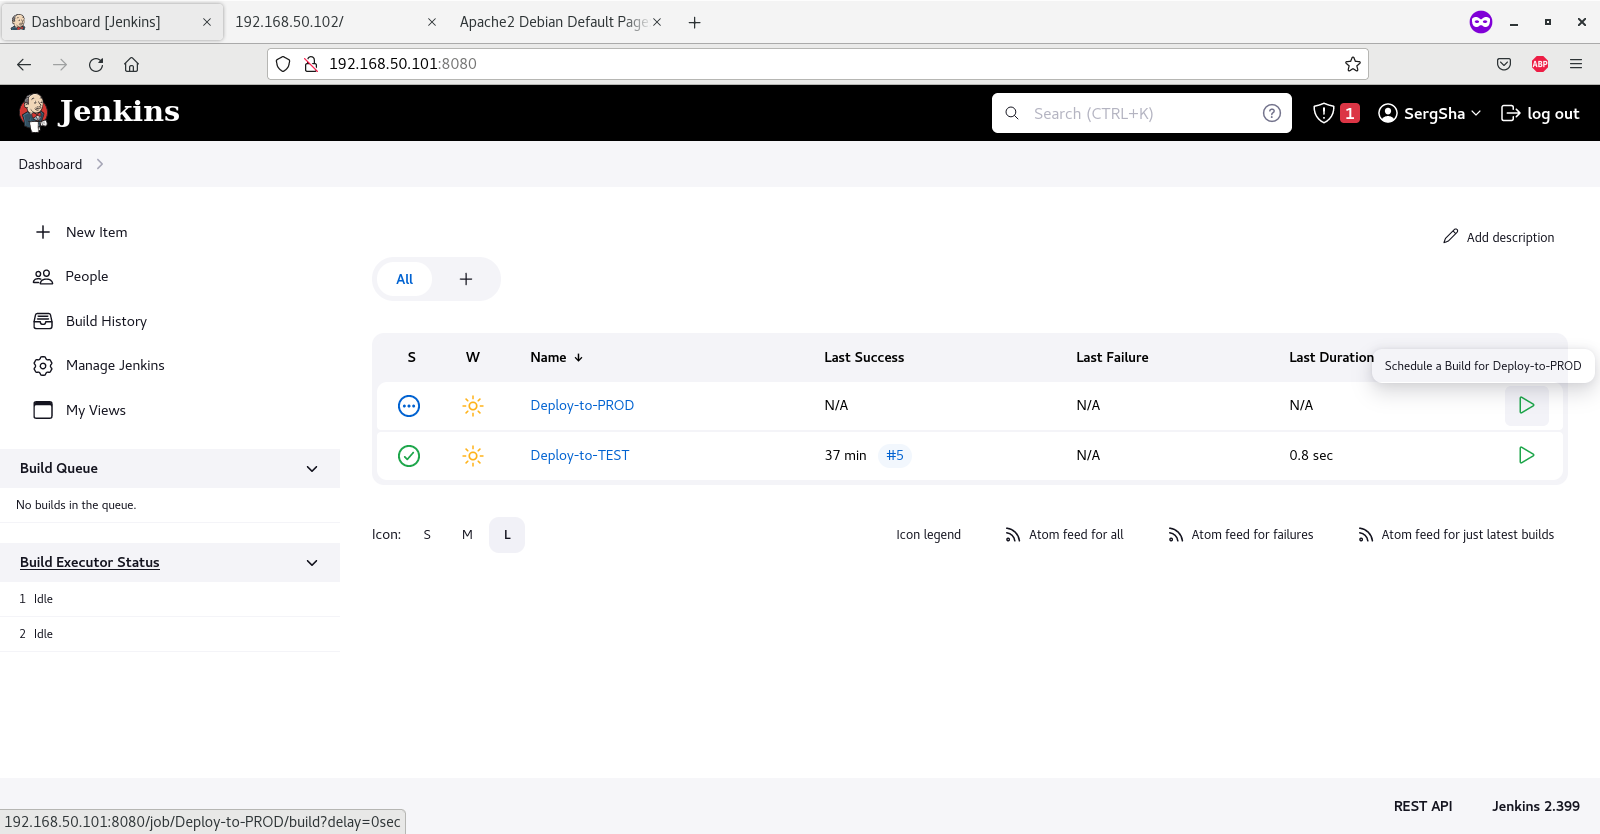 Dashboard [Jenkins]
192.168.50.102/
Apache2 Debian Default Page
192.168.50.101:8080
ABP
Jenkins
Search (CTRL+K)
1
SergSha
log out
Dashboard
New Item
People
Build History
Manage Jenkins
My Views
Add description
All
S W Name ↓ Last Success Last Failure Last Duration
Schedule a Build for Deploy-to-PROD
Deploy-to-PROD N/A N/A N/A
Deploy-to-TEST 37 min #5 N/A 0.8 sec
Build Queue
No builds in the queue.
Build Executor Status
1 Idle
2 Idle
Icon: S M L
Icon legend
Atom feed for all
Atom feed for failures
Atom feed for just latest builds
REST API
Jenkins 2.399
192.168.50.101:8080/job/Deploy-to-PROD/build?delay=0sec